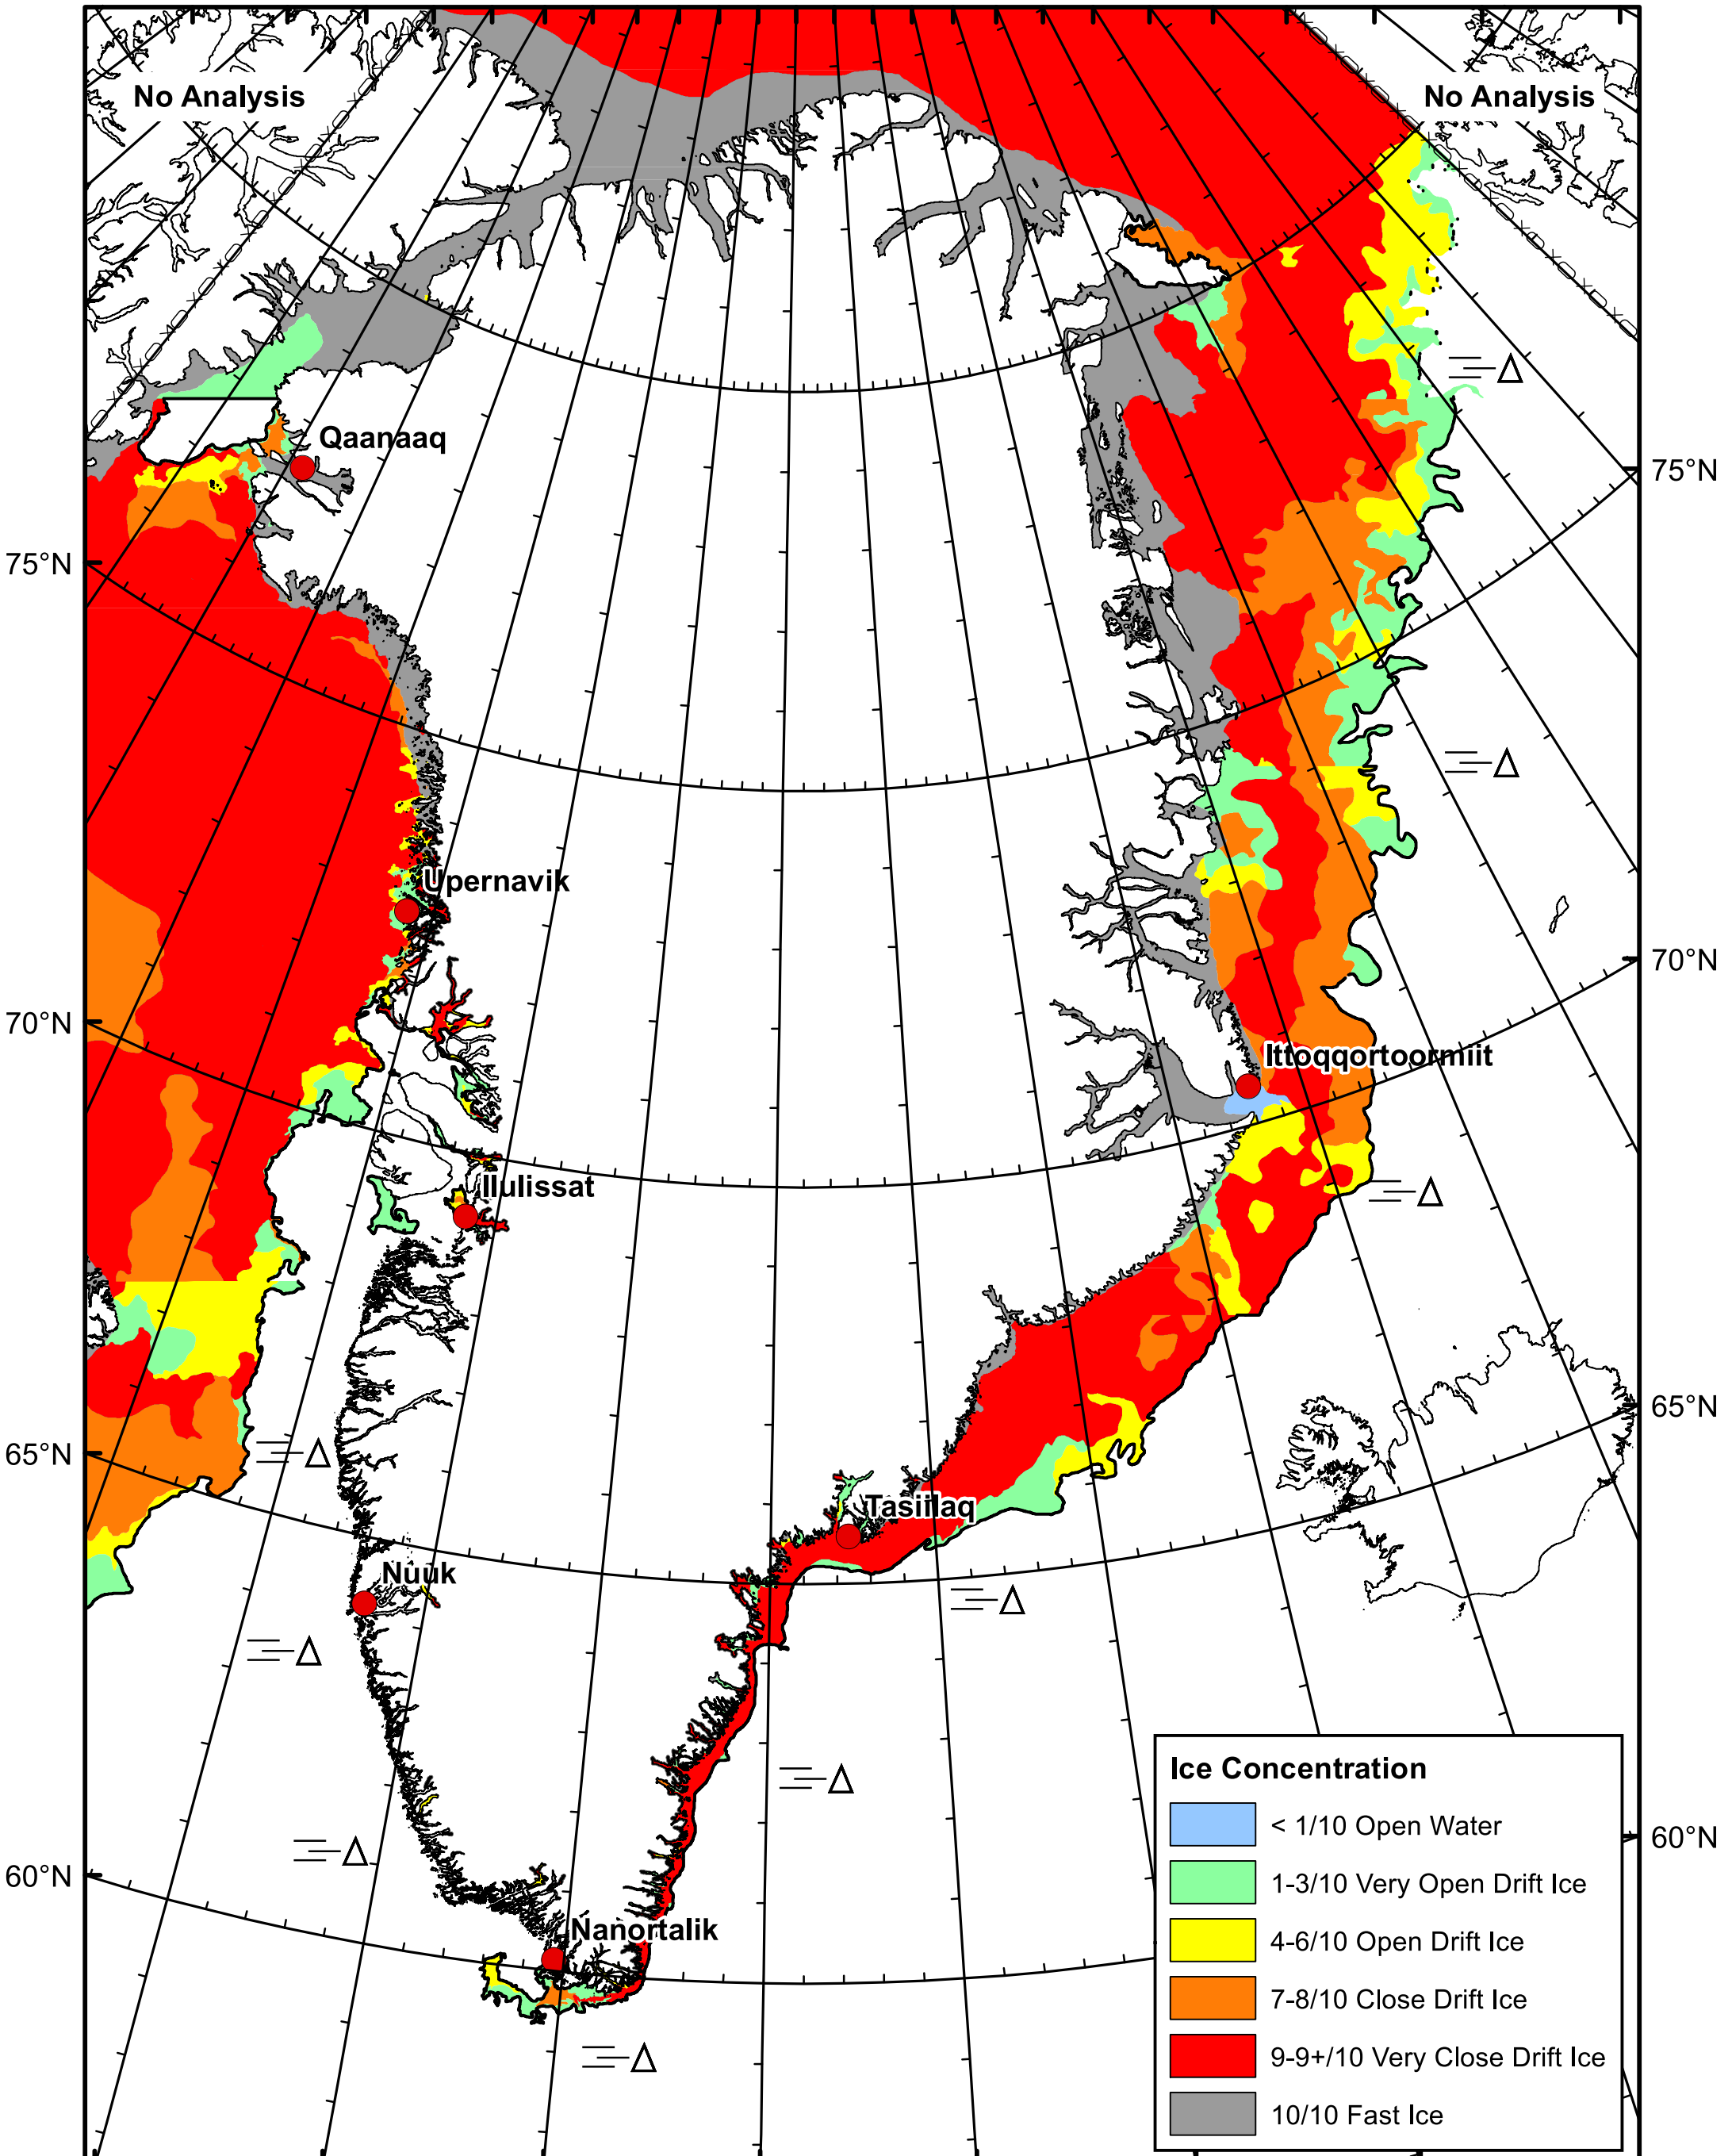 No Analysis
No Analysis
Qaanaaq
75°N
75°N
Upernavik
70°N
70°N
Ittoqqortoormiit
Ilulissat
65°N
65°N
Tasiilaq
Nuuk
60°N
60°N
Nanortalik
Ice Concentration
< 1/10 Open Water
1-3/10 Very Open Drift Ice
4-6/10 Open Drift Ice
7-8/10 Close Drift Ice
9-9+/10 Very Close Drift Ice
10/10 Fast Ice